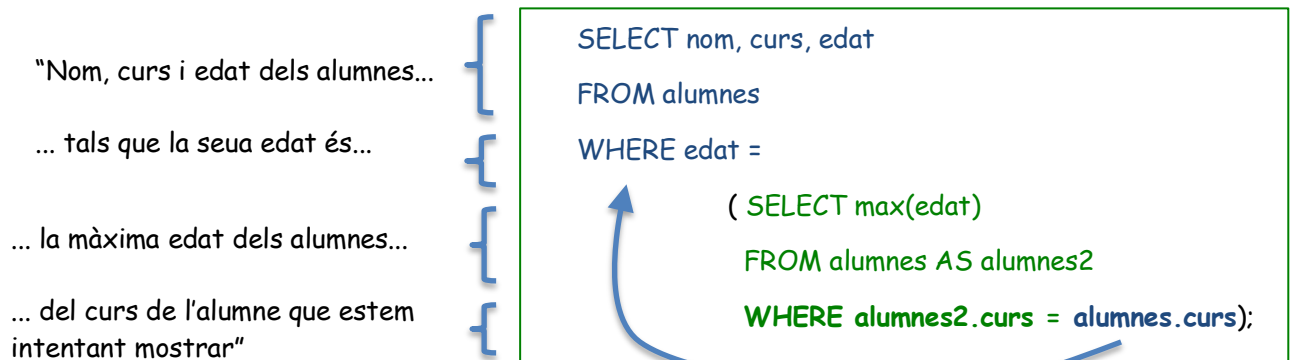 “Nom, curs i edat dels alumnes...
... tals que la seua edat és...
... la màxima edat dels alumnes...
... del curs de l’alumne que estem
intentant mostrar”
SELECT nom, curs, edat
FROM alumnes
WHERE edat =
( SELECT max(edat)
FROM alumnes AS alumnes2
WHERE alumnes2.curs = alumnes.curs);